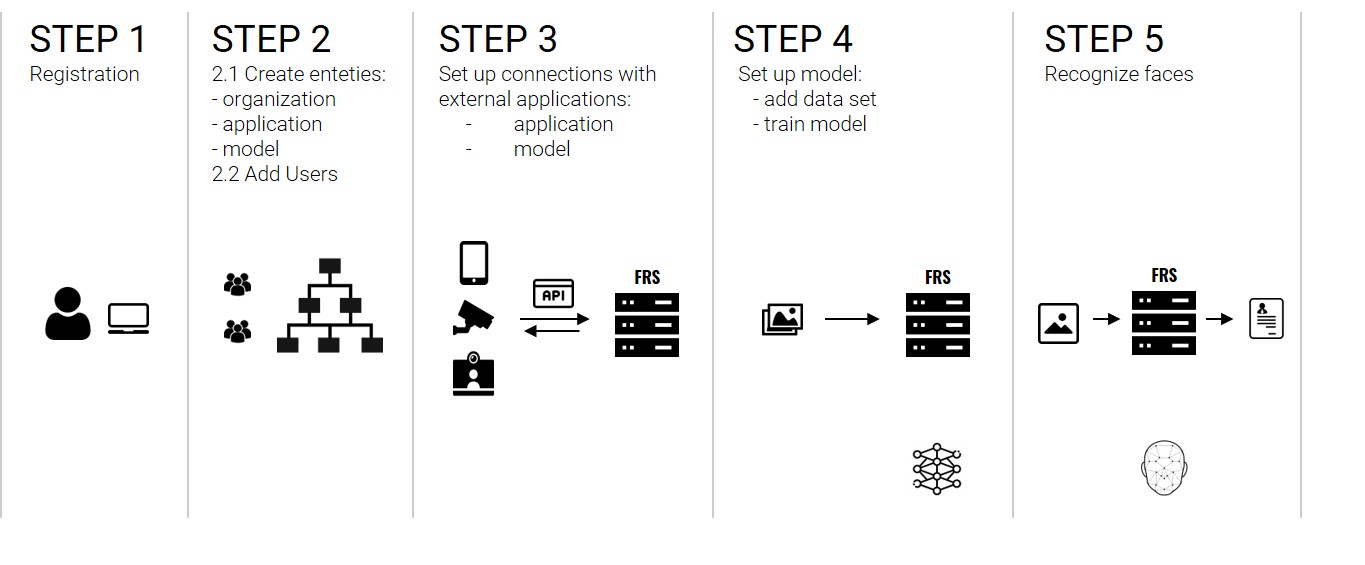 STEP 1
Registration
STEP 2
2.1 Create enteties:
- organization
- application
- model
2.2 Add Users
STEP 3
Set up connections with
external applications:
- application
- model
API
FRS
STEP 4
Set up model:
- add data set
- train model
FRS
STEP 5
Recognize faces
FRS